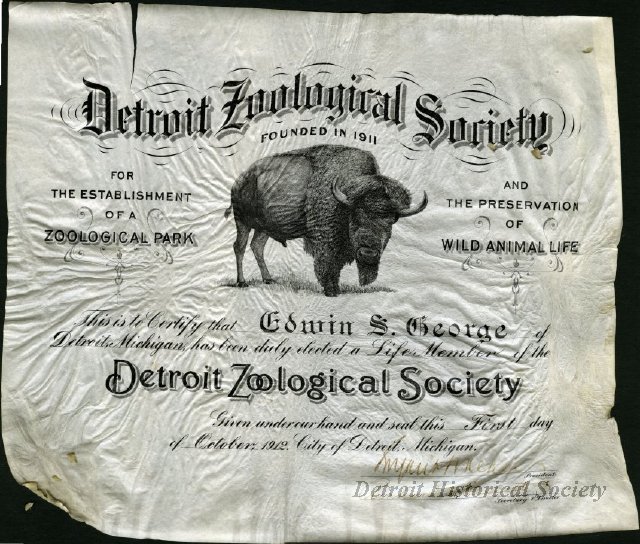 Detroit Zoological Society
FOUNDED IN 1911
FOR
THE ESTABLISHMENT
OF A
ZOOLOGICAL PARK
AND
THE PRESERVATION
OF
WILD ANIMAL LIFE
This is to Certify that Edwin S. George of
Detroit, Michigan, has been duly elected a Life Member of the
Detroit Zoological Society
Given under our hand and seal this First day
of October, 1912. City of Detroit, Michigan.
President
Detroit Historical Society
Secretary